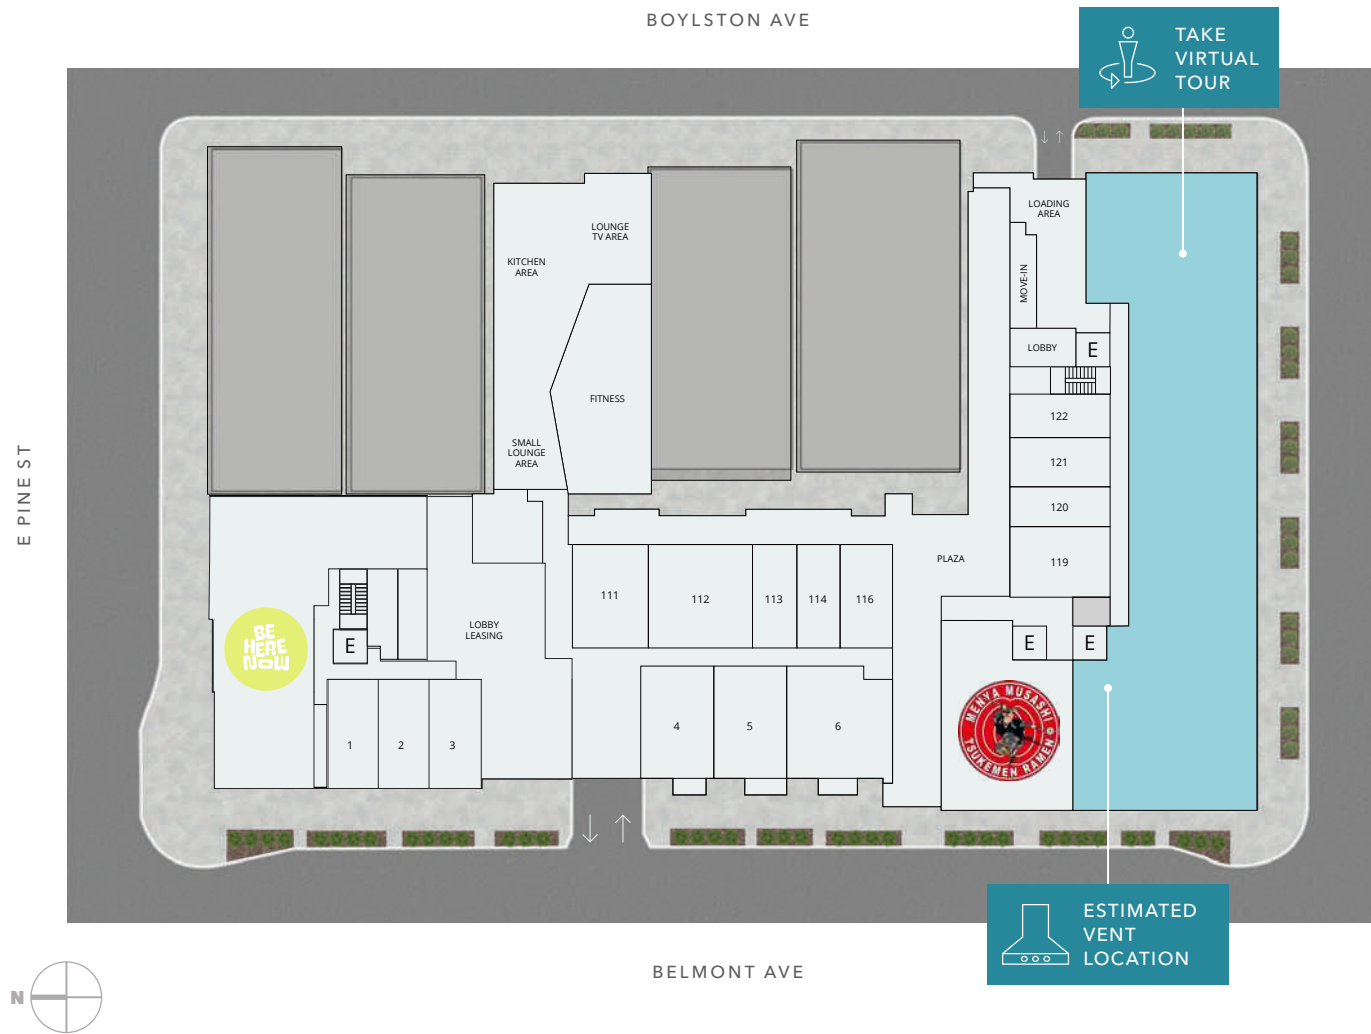 BOYLSTON AVE
TAKE
VIRTUAL
TOUR
LOUNGE
TV AREA
KITCHEN
AREA
LOADING
AREA
MOVE-IN
LOBBY
E
FITNESS
122
SMALL
LOUNGE
AREA
121
120
E PINE ST
PLAZA
119
111
112
113
114
116
LOBBY
LEASING
BE
HERE
NOW
E
E
E
MENYA MUSASHI
TSUKEMEN RAMEN
1
2
3
4
5
6
ESTIMATED
VENT
LOCATION
BELMONT AVE
N